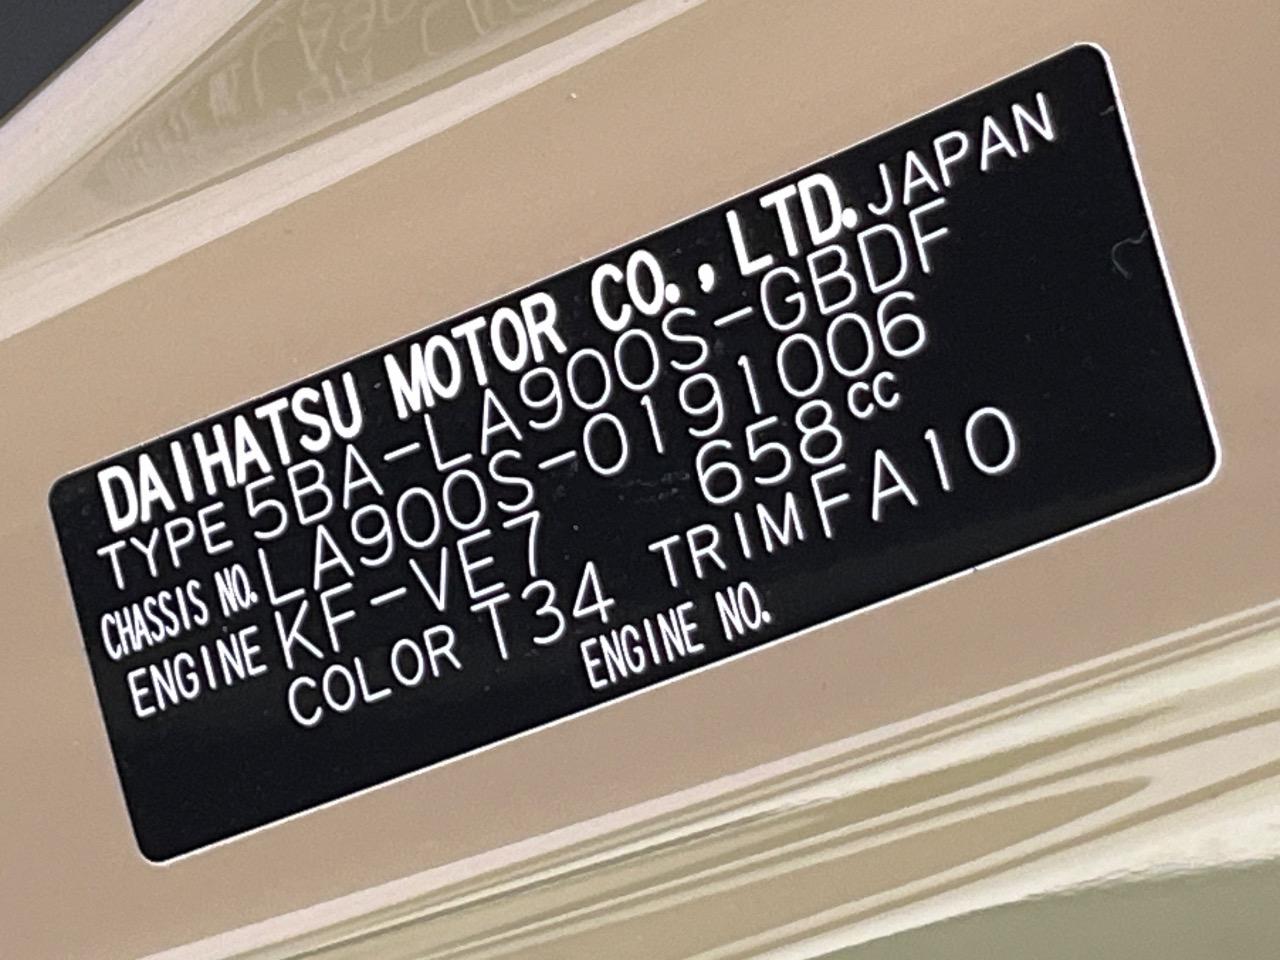 DAIHATSU MOTOR CO., LTD. JAPAN
TYPE 5BA-LA900S-GBDF
CHASSIS NO. LA900S-0191006
ENGINE KF-VE7 658cc
COLOR T34 TRIM FA10
ENGINE NO.